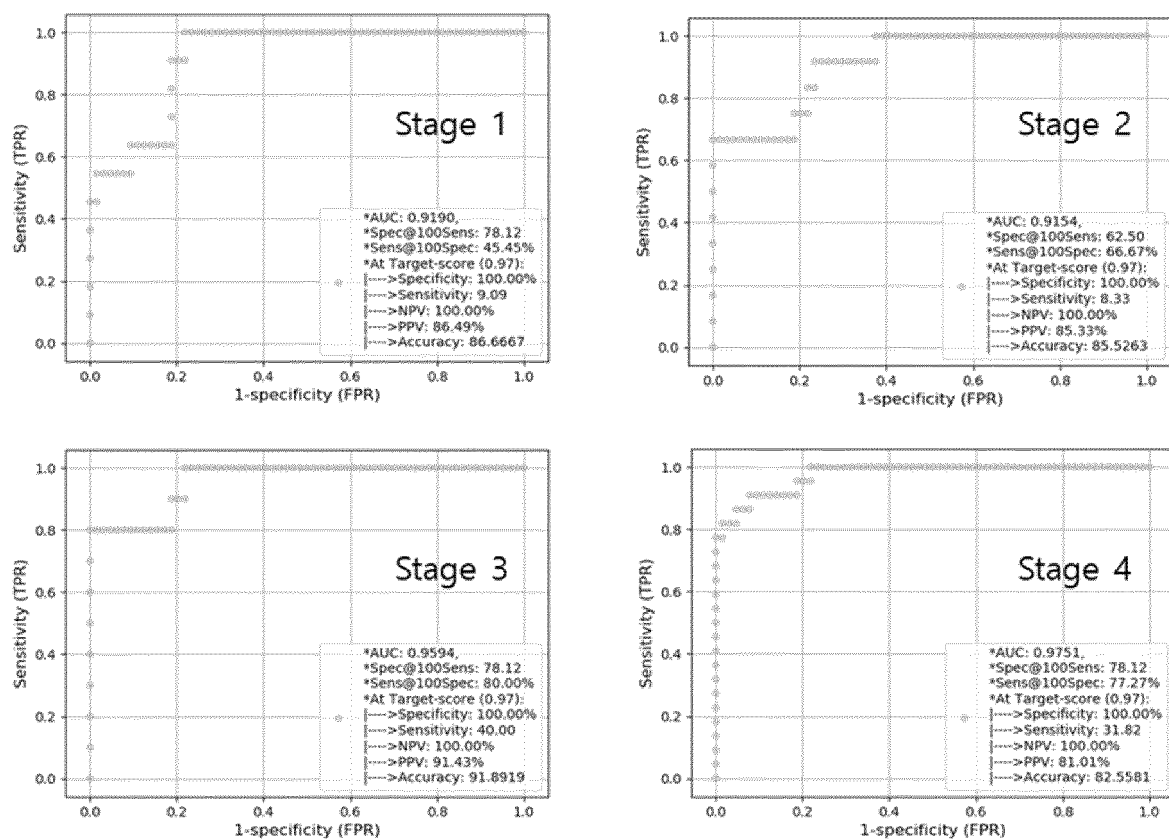 1.0
0.8
0.6
0.4
0.2
0.0
Sensitivity (TPR)
Stage 1
*AUC: 0.9190,
*Spec@100Sens: 78.12
*Sens@100Spec: 45.45%
*At Target-score (0.97):
|---->Specificity: 100.00%
|---->Sensitivity: 9.09
|---->NPV: 100.00%
|---->PPV: 86.49%
|---->Accuracy: 86.6667
0.0 0.2 0.4 0.6 0.8 1.0
1-specificity (FPR)
1.0
0.8
0.6
0.4
0.2
0.0
Sensitivity (TPR)
Stage 2
*AUC: 0.9154,
*Spec@100Sens: 62.50
*Sens@100Spec: 66.67%
*At Target-score (0.97):
|---->Specificity: 100.00%
|---->Sensitivity: 8.33
|---->NPV: 100.00%
|---->PPV: 85.33%
|---->Accuracy: 85.5263
0.0 0.2 0.4 0.6 0.8 1.0
1-specificity (FPR)
1.0
0.8
0.6
0.4
0.2
0.0
Sensitivity (TPR)
Stage 3
*AUC: 0.9594,
*Spec@100Sens: 78.12
*Sens@100Spec: 80.00%
*At Target-score (0.97):
|---->Specificity: 100.00%
|---->Sensitivity: 40.00
|---->NPV: 100.00%
|---->PPV: 91.43%
|---->Accuracy: 91.8919
0.0 0.2 0.4 0.6 0.8 1.0
1-specificity (FPR)
1.0
0.8
0.6
0.4
0.2
0.0
Sensitivity (TPR)
Stage 4
*AUC: 0.9751,
*Spec@100Sens: 78.12
*Sens@100Spec: 77.27%
*At Target-score (0.97):
|---->Specificity: 100.00%
|---->Sensitivity: 31.82
|---->NPV: 100.00%
|---->PPV: 81.01%
|---->Accuracy: 82.5581
0.0 0.2 0.4 0.6 0.8 1.0
1-specificity (FPR)